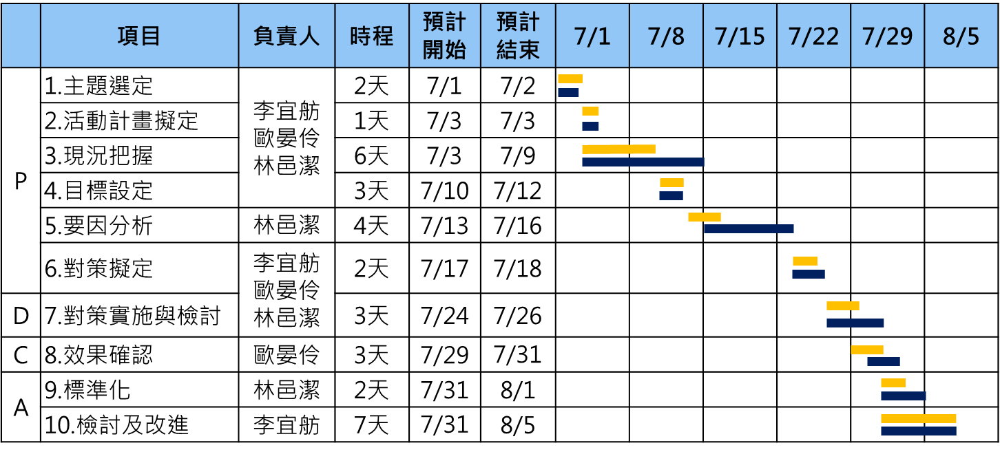 項目 負責人 時程 預計開始 預計結束 7/1 7/8 7/15 7/22 7/29 8/5
P
1.主題選定 2天 7/1 7/2
李宜舫
歐晏伶
林邑潔
2.活動計畫擬定 1天 7/3 7/3
3.現況把握 6天 7/3 7/9
4.目標設定 3天 7/10 7/12
5.要因分析 林邑潔 4天 7/13 7/16
6.對策擬定 2天 7/17 7/18
李宜舫
歐晏伶
林邑潔
D 7.對策實施與檢討 3天 7/24 7/26
C 8.效果確認 歐晏伶 3天 7/29 7/31
A
9.標準化 林邑潔 2天 7/31 8/1
10.檢討及改進 李宜舫 7天 7/31 8/5